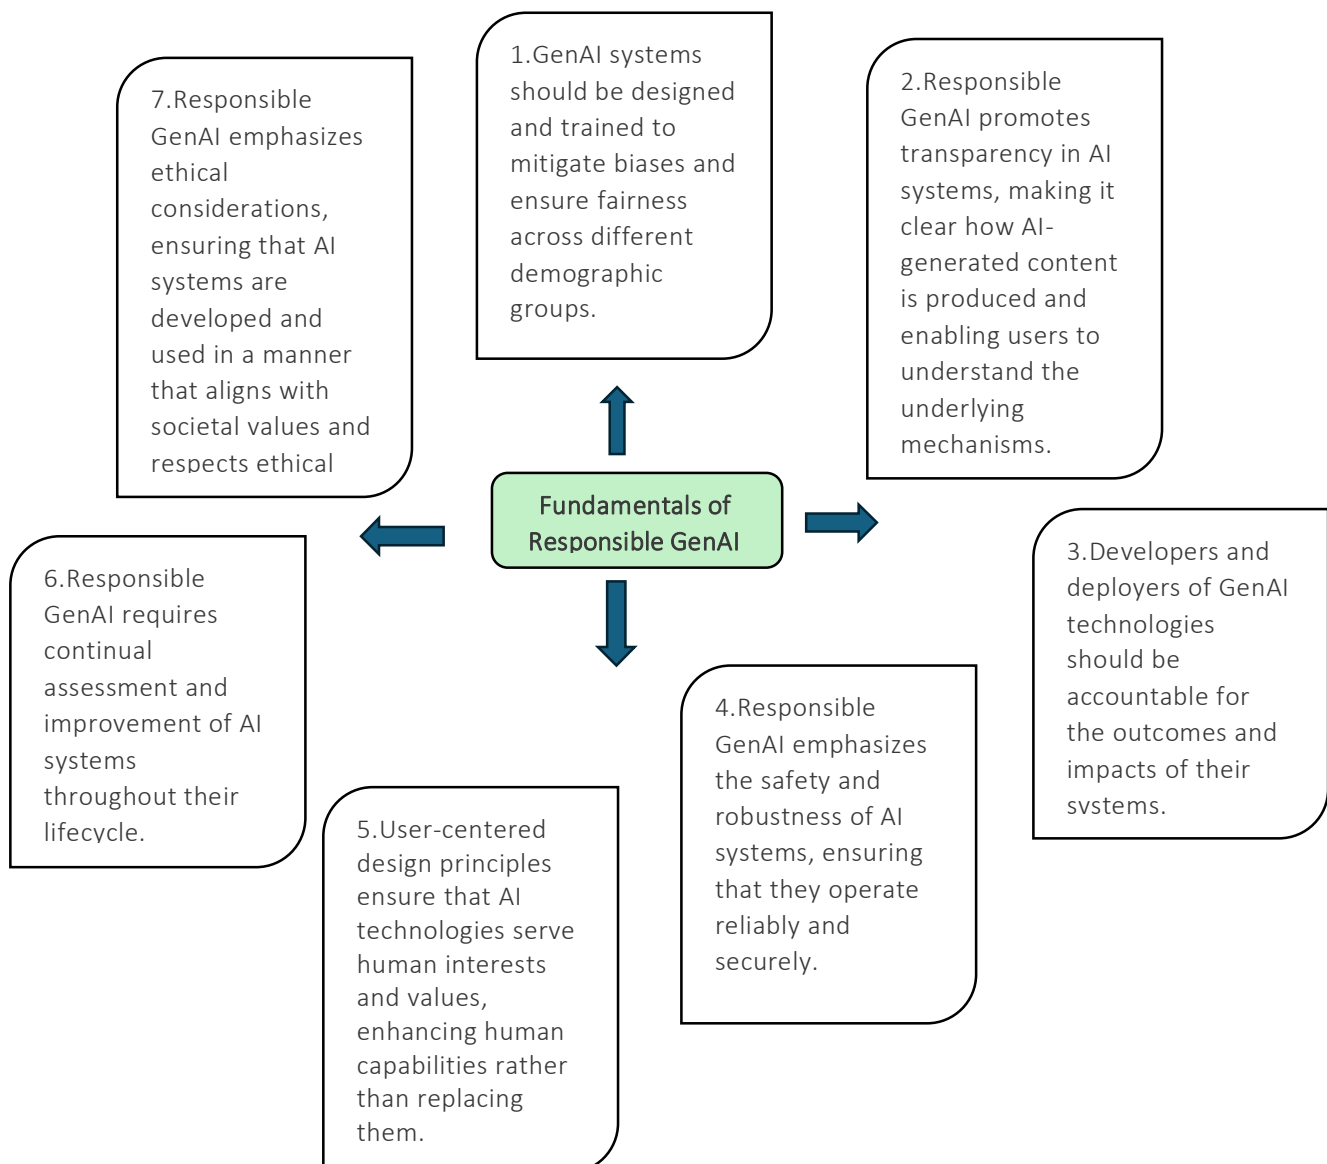 1.GenAI systems
should be designed
and trained to
mitigate biases and
ensure fairness
across different
demographic
groups.
2.Responsible
GenAI promotes
transparency in AI
systems, making it
clear how AI-
generated content
is produced and
enabling users to
understand the
underlying
mechanisms.
3.Developers and
deployers of GenAI
technologies
should be
accountable for
the outcomes and
impacts of their
systems.
4.Responsible
GenAI emphasizes
the safety and
robustness of AI
systems, ensuring
that they operate
reliably and
securely.
5.User-centered
design principles
ensure that AI
technologies serve
human interests
and values,
enhancing human
capabilities rather
than replacing
them.
6.Responsible
GenAI requires
continual
assessment and
improvement of AI
systems
throughout their
lifecycle.
7.Responsible
GenAI emphasizes
ethical
considerations,
ensuring that AI
systems are
developed and
used in a manner
that aligns with
societal values and
respects ethical
Fundamentals of
Responsible GenAI